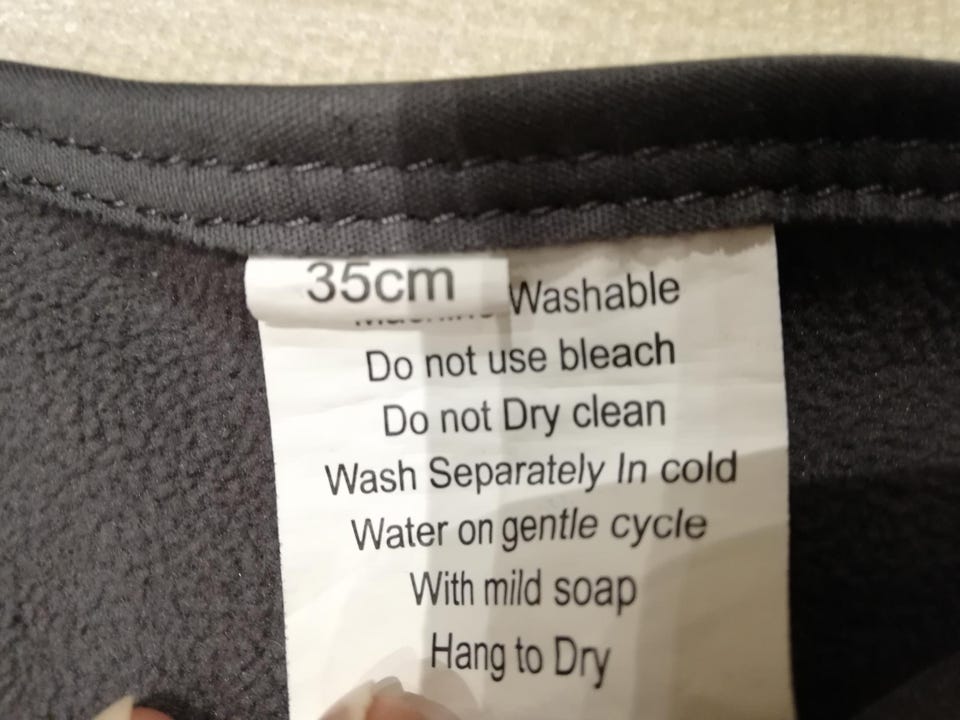 35cm
Machine Washable
Do not use bleach
Do not Dry clean
Wash Separately In cold
Water on gentle cycle
With mild soap
Hang to Dry